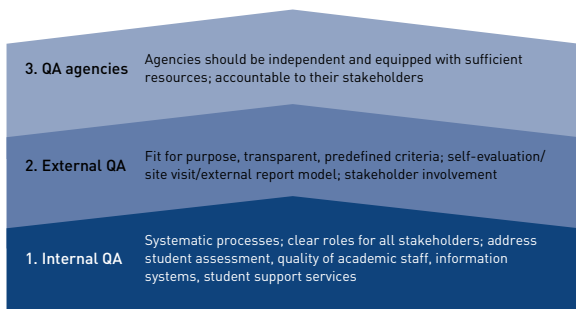 3. QA agencies
Agencies should be independent and equipped with sufficient
resources; accountable to their stakeholders
2. External QA
Fit for purpose, transparent, predefined criteria; self-evaluation/
site visit/external report model; stakeholder involvement
1. Internal QA
Systematic processes; clear roles for all stakeholders; address
student assessment, quality of academic staff, information
systems, student support services